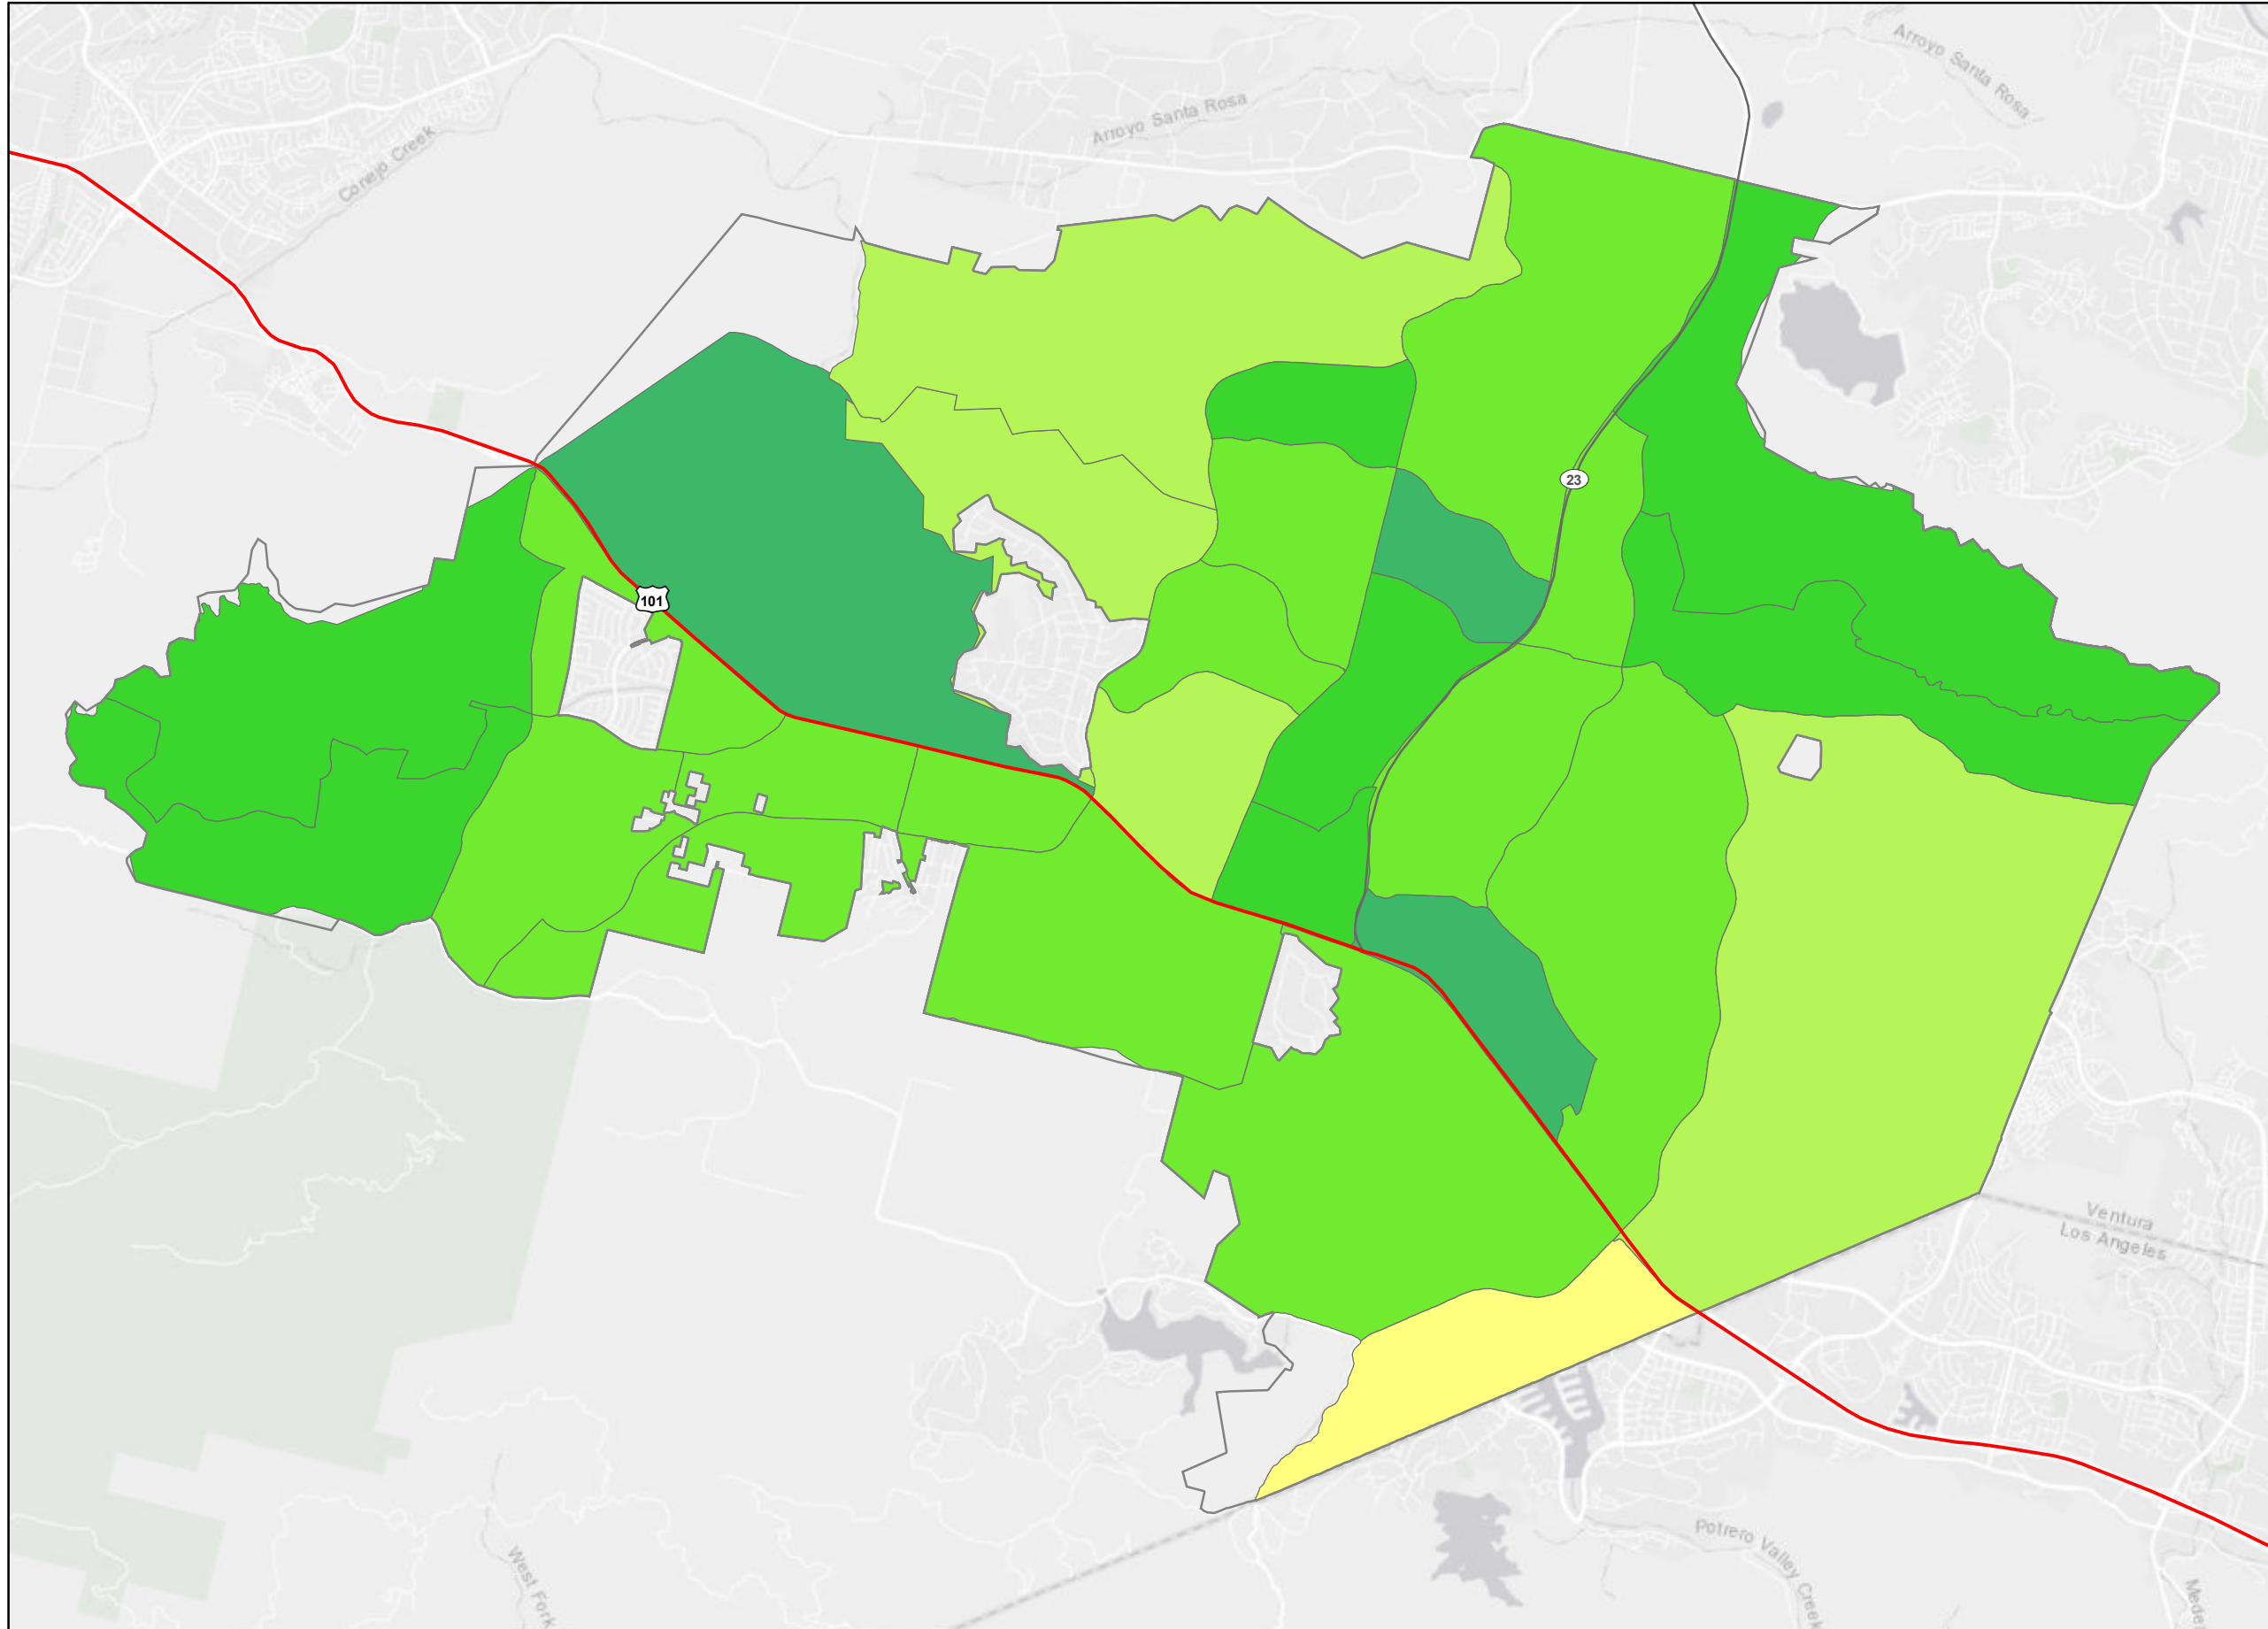 Arroyo Santa Rosa
Arroyo Santa Rosa
Conejo Creek
23
101
Ventura
Los Angeles
Potrero Valley Creek
West Fork